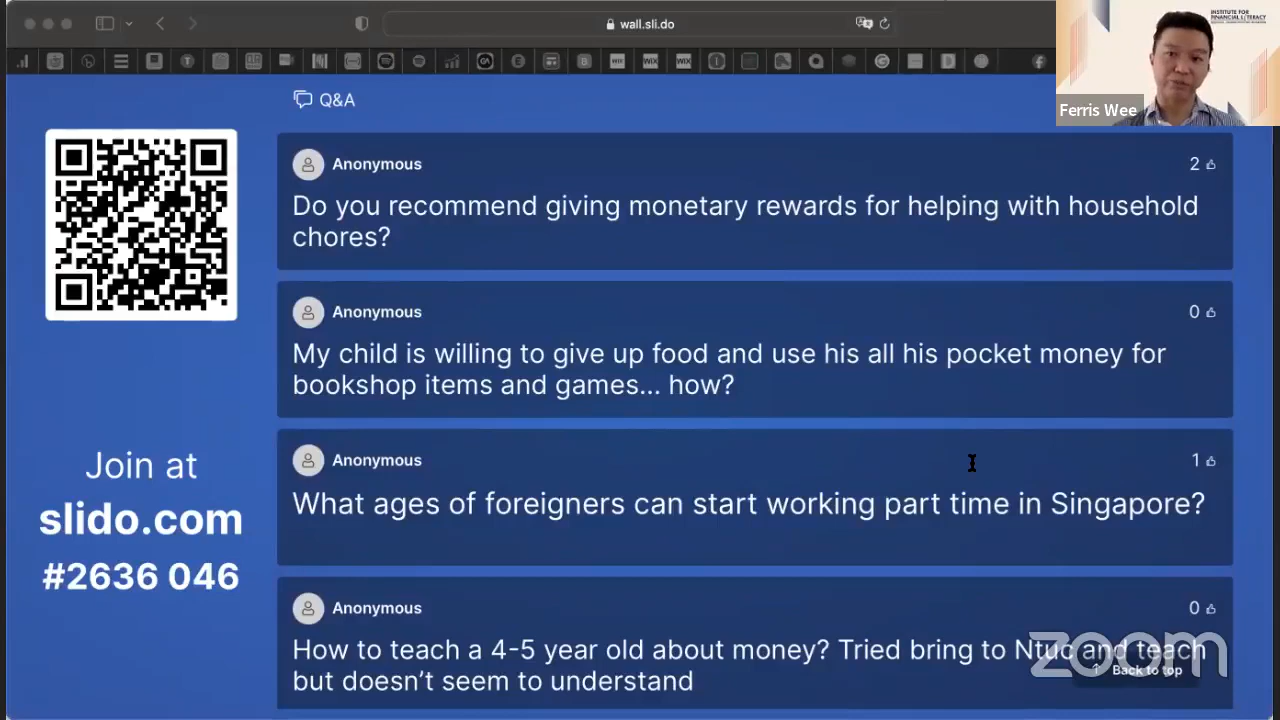 wall.sli.do
INSTITUTE FOR
FINANCIAL LITERACY
Ferris Wee
Q&A
Anonymous
2
Do you recommend giving monetary rewards for helping with household
chores?
Anonymous
0
My child is willing to give up food and use his all his pocket money for
bookshop items and games... how?
Anonymous
1
What ages of foreigners can start working part time in Singapore?
Anonymous
0
How to teach a 4-5 year old about money? Tried bring to Ntuc and teach
but doesn't seem to understand
Join at
slido.com
#2636 046
zoom
↑ Back to top